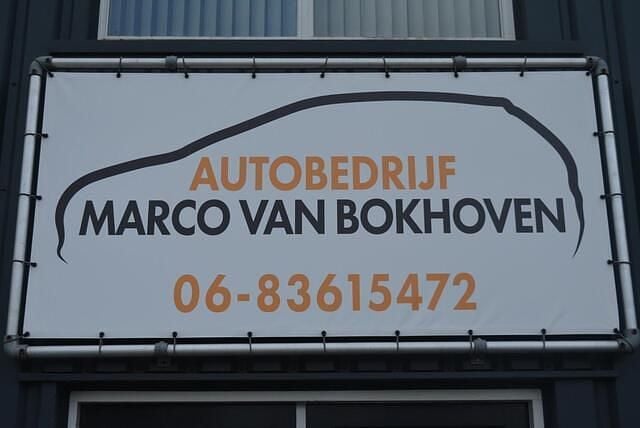 AUTOBEDRIJF
MARCO VAN BOKHOVEN
06-83615472